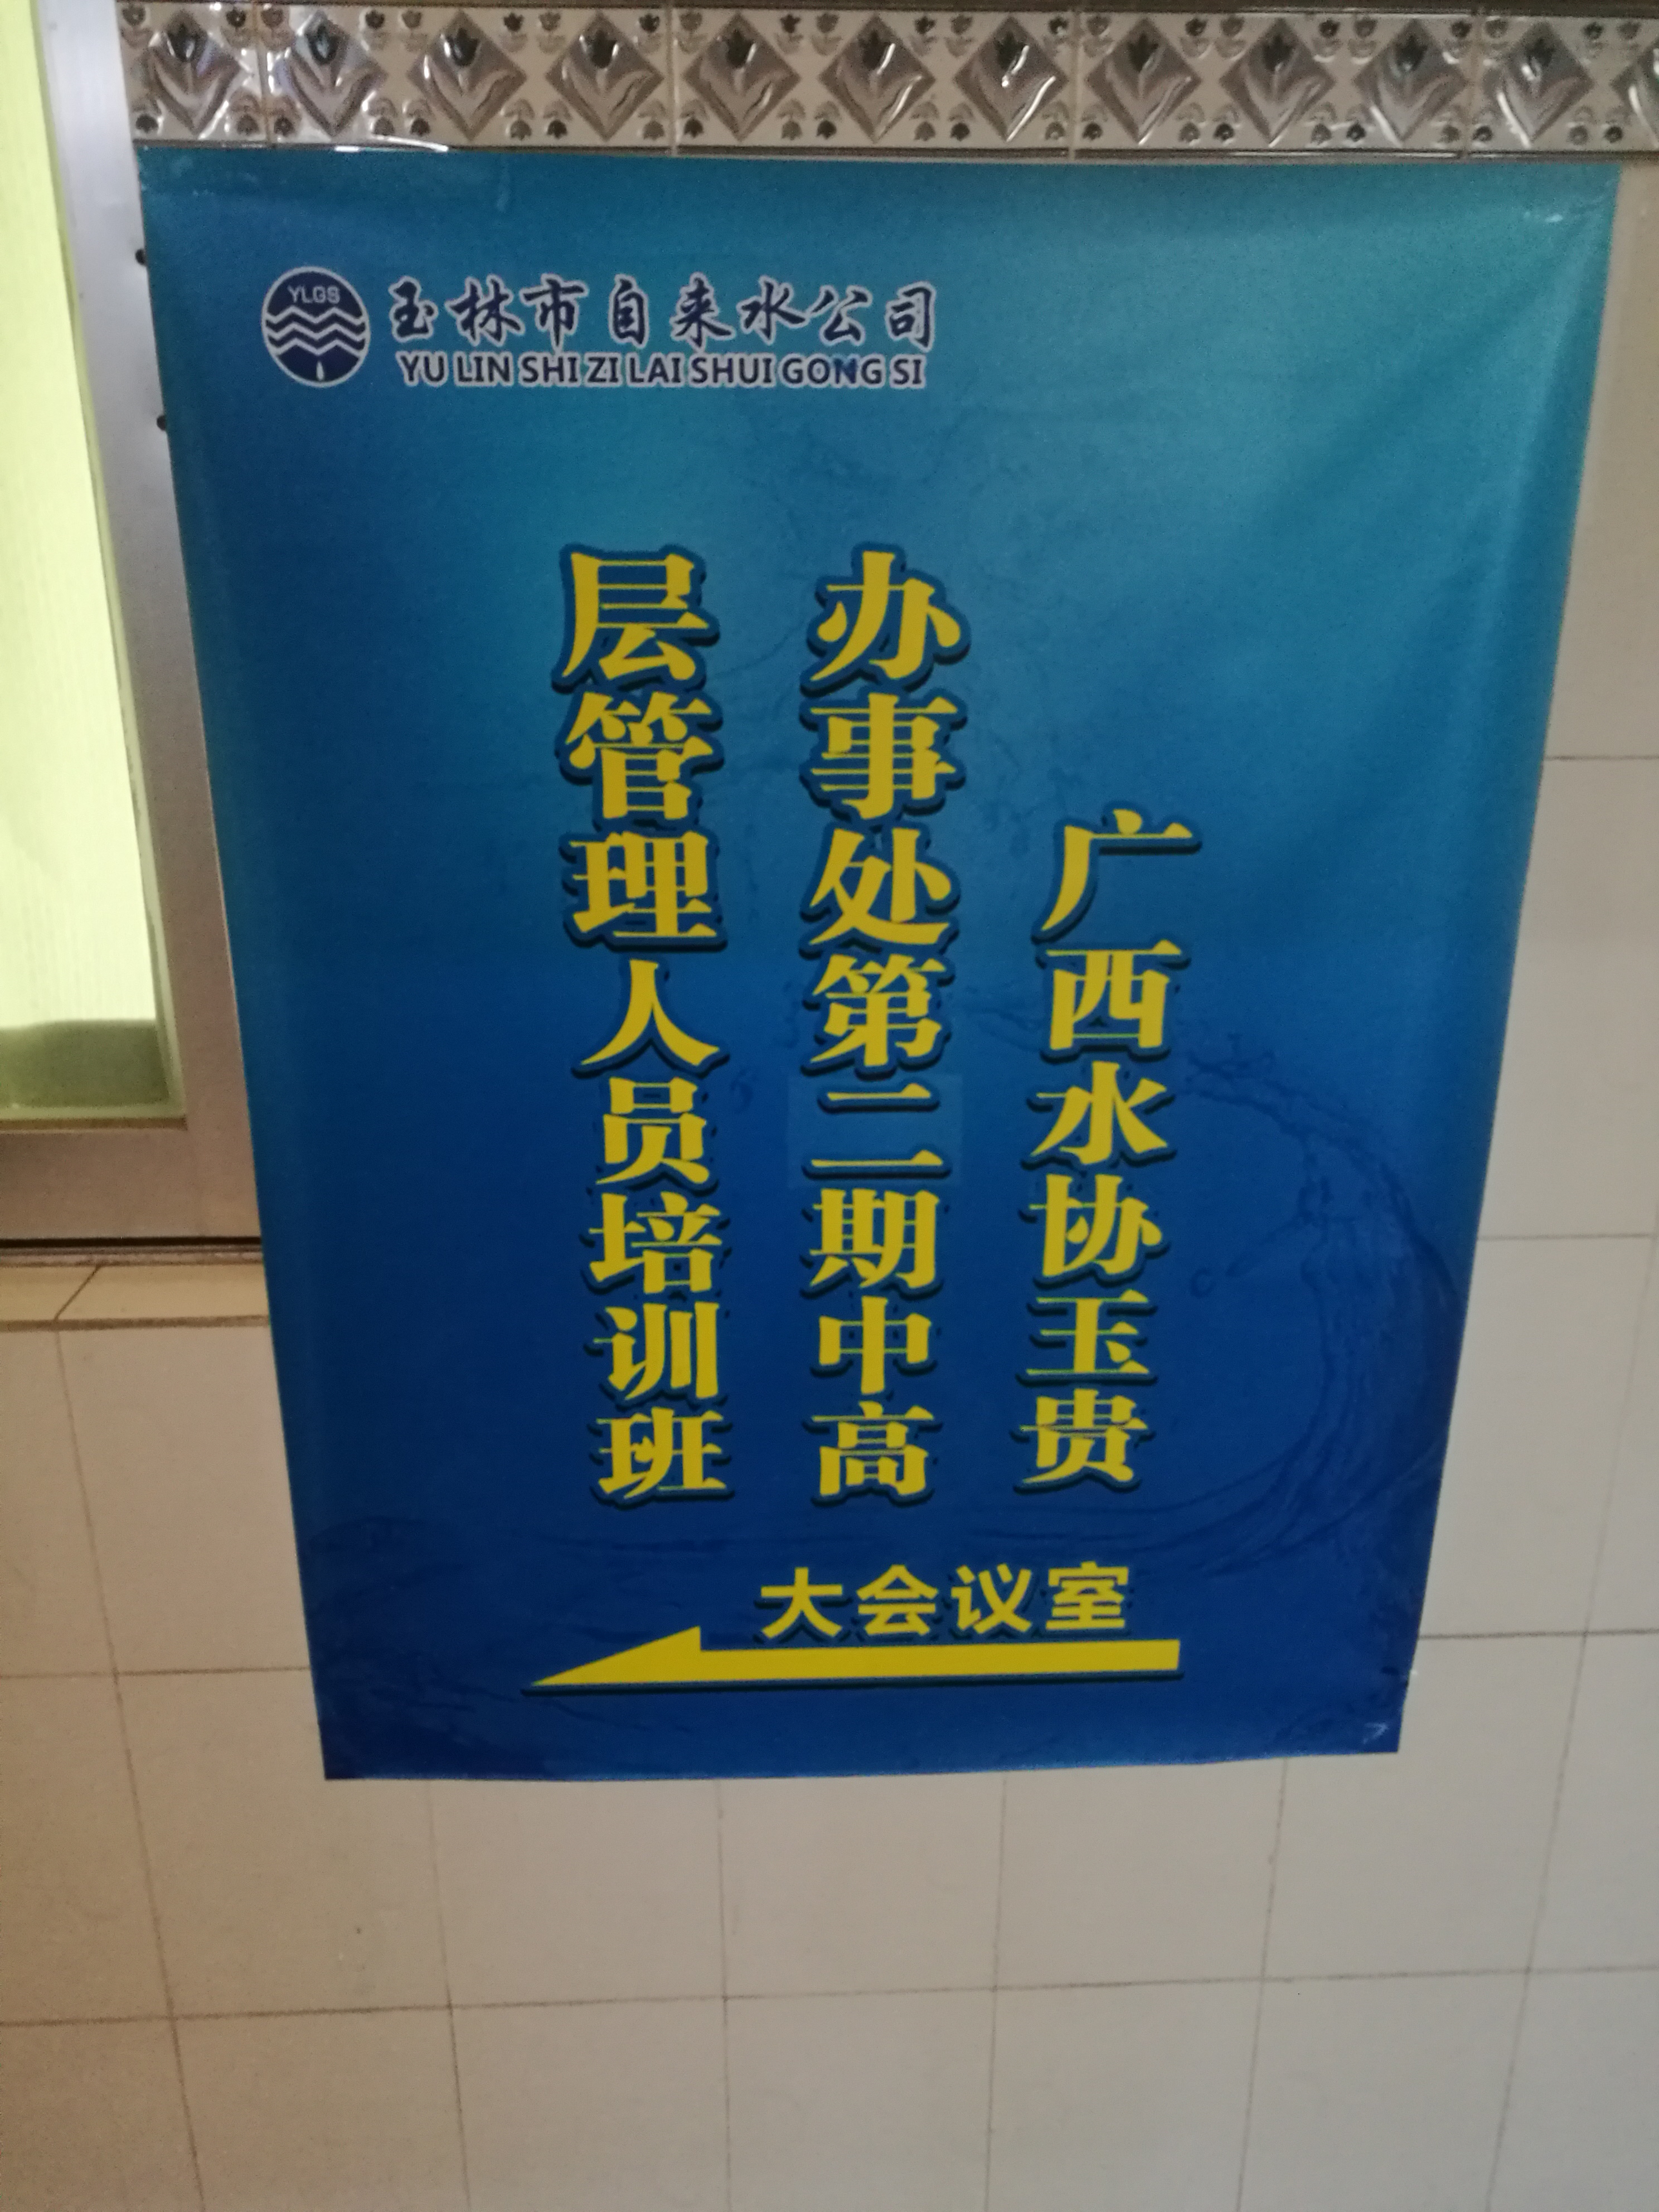 YLGS
玉林市自来水公司
YU LIN SHI ZI LAI SHUI GONG SI
广西水协玉贵
办事处第二期中高
层管理人员培训班
大会议室